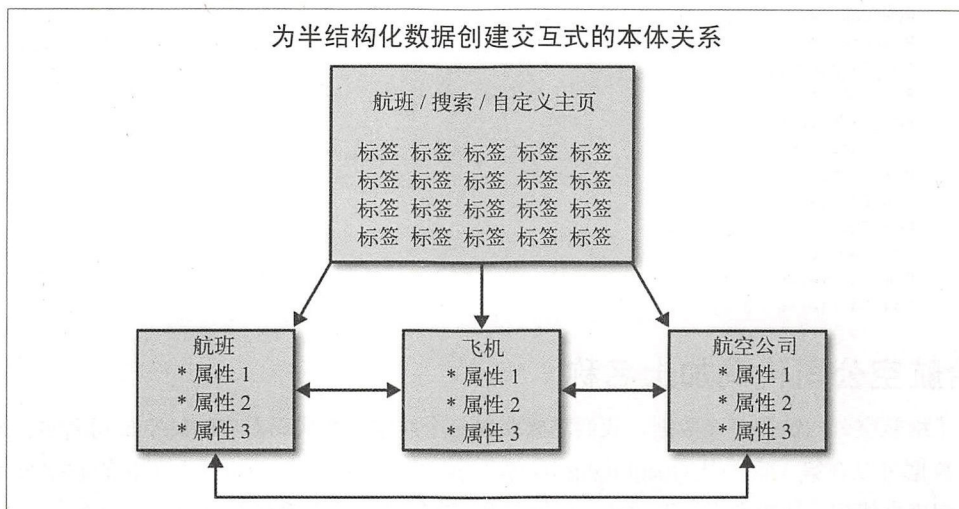 为半结构化数据创建交互式的本体关系
航班 / 搜索 / 自定义主页
标签 标签 标签 标签 标签
标签 标签 标签 标签 标签
标签 标签 标签 标签 标签
标签 标签 标签 标签 标签
航班
* 属性 1
* 属性 2
* 属性 3
飞机
* 属性 1
* 属性 2
* 属性 3
航空公司
* 属性 1
* 属性 2
* 属性 3